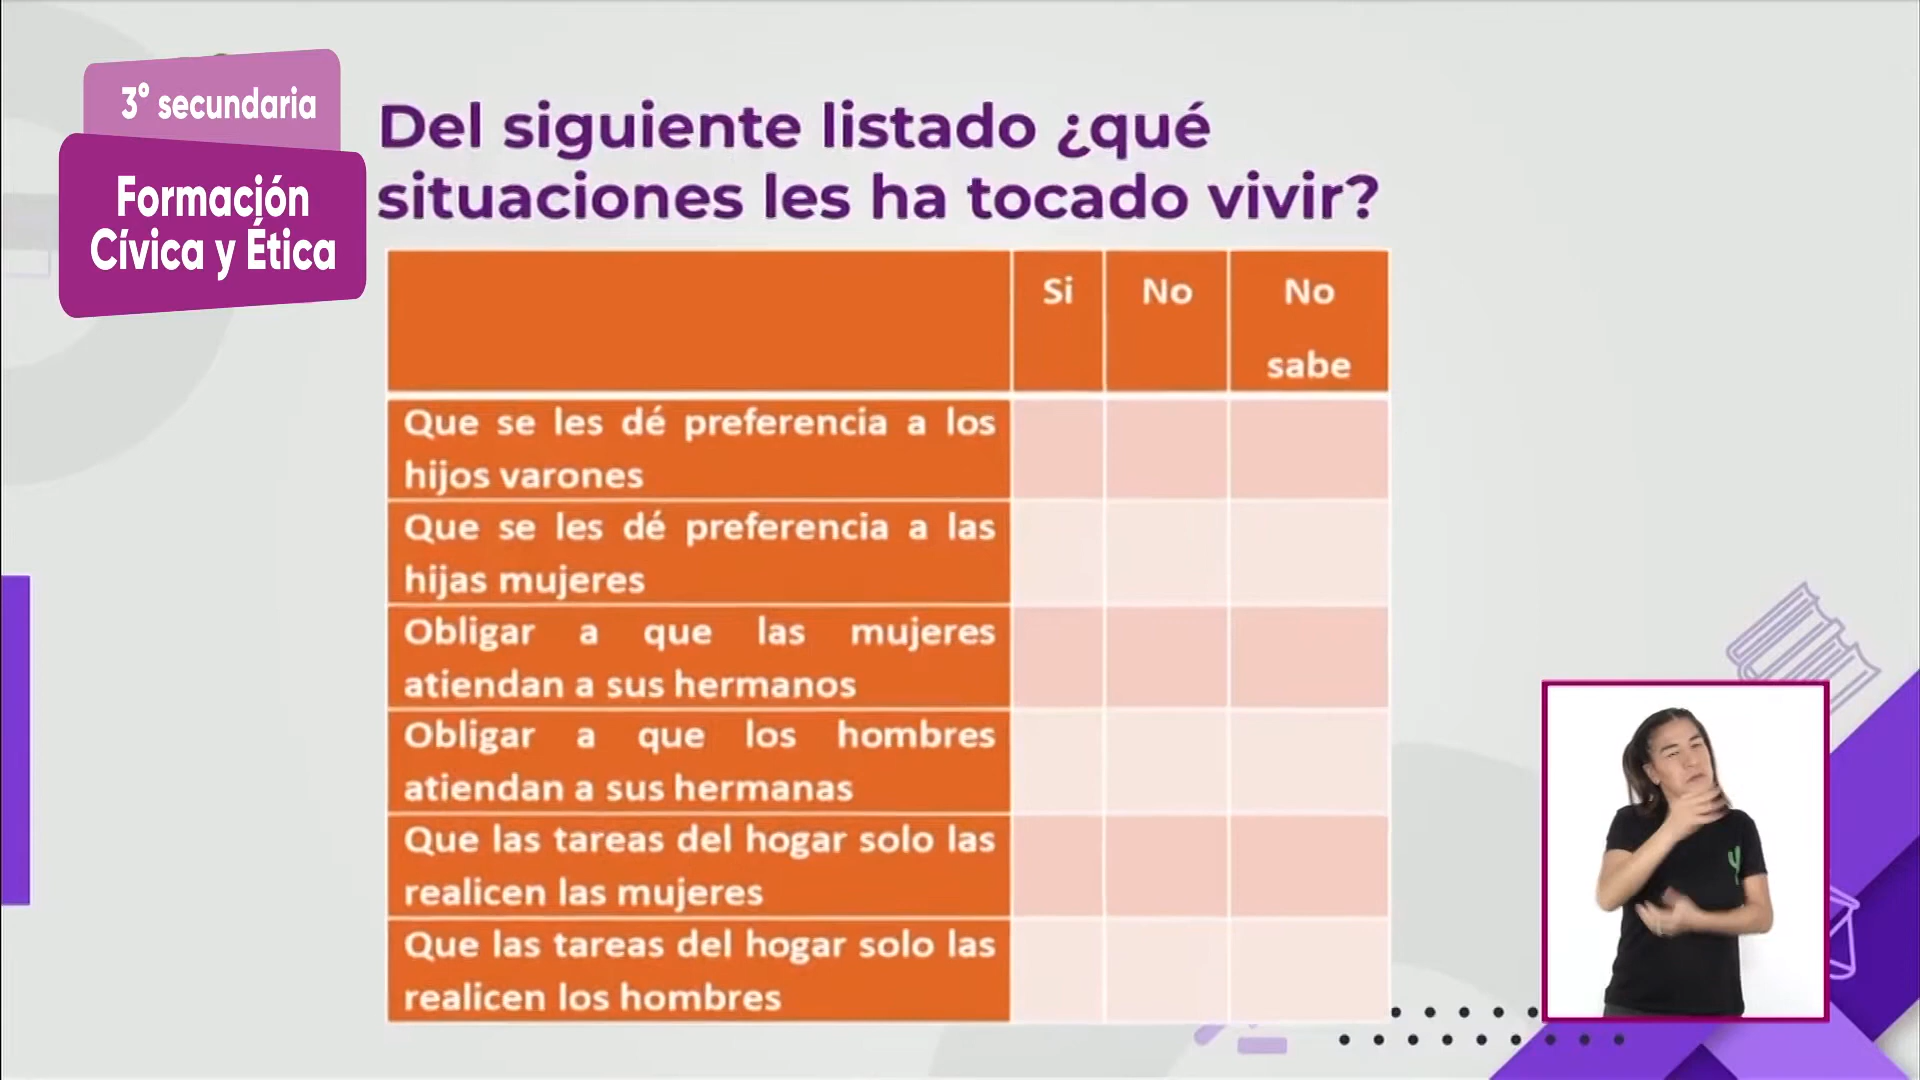 3° secundaria
Formación
Cívica y Ética
Del siguiente listado ¿qué
situaciones les ha tocado vivir?
Si No No
sabe
Que se les dé preferencia a los
hijos varones
Que se les dé preferencia a las
hijas mujeres
Obligar a que las mujeres
atiendan a sus hermanos
Obligar a que los hombres
atiendan a sus hermanas
Que las tareas del hogar solo las
realicen las mujeres
Que las tareas del hogar solo las
realicen los hombres